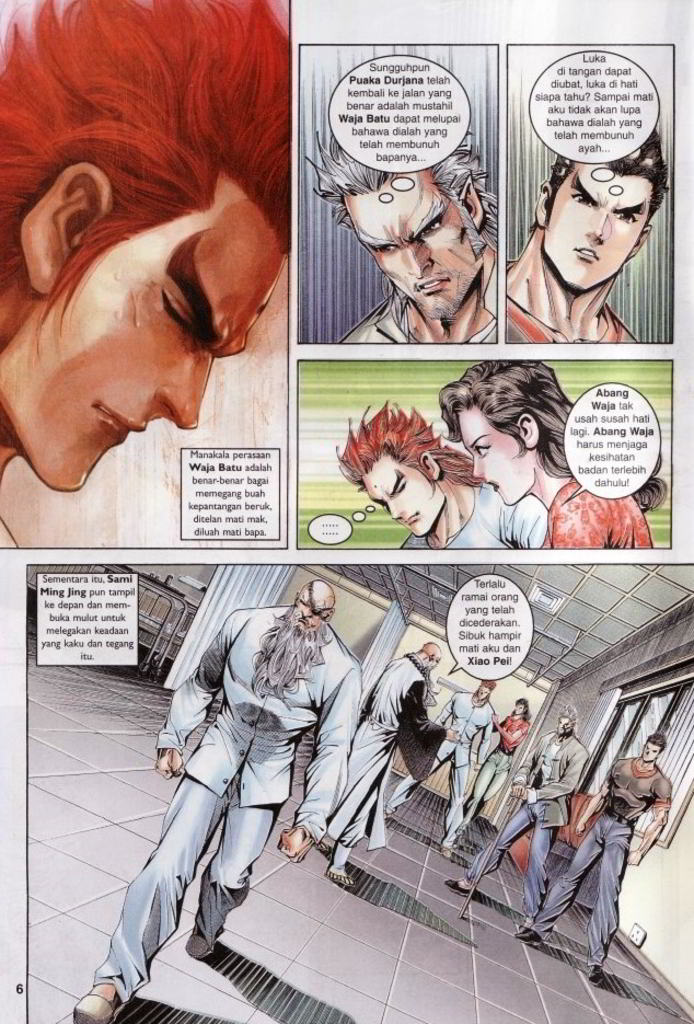 Sungguhpun
Puaka Durjana telah
kembali ke jalan yang
benar adalah mustahil
Waja Batu dapat melupai
bahawa dialah yang
telah membunuh
bapanya...
Luka
di tangan dapat
diubat, luka di hati
siapa tahu? Sampai mati
aku tidak akan lupa
bahawa dialah yang
telah membunuh
ayah...
Manakala perasaan
Waja Batu adalah
benar-benar bagai
memegang buah
kepantangan beruk,
ditelan mati mak,
diluah mati bapa.
.....
.....
Abang
Waja tak
usah susah hati
lagi. Abang Waja
harus menjaga
kesihatan
badan terlebih
dahulu!
Sementara itu, Sami
Ming Jing pun tampil
ke depan dan mem-
buka mulut untuk
melegakan keadaan
yang kaku dan tegang
itu.
Terlalu
ramai orang
yang telah
dicederakan.
Sibuk hampir
mati aku dan
Xiao Pei!
6